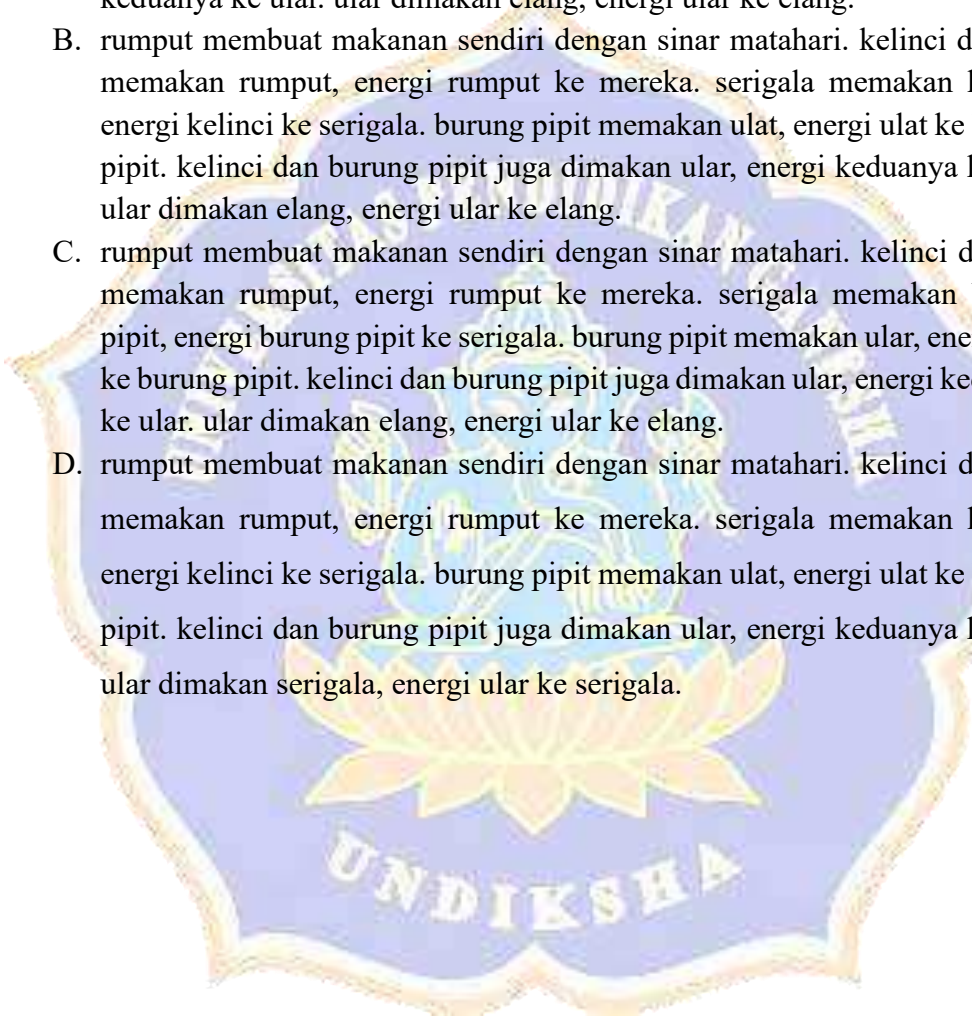 keduanya ke ular. ular dimakan elang, energi ular ke elang.
B. rumput membuat makanan sendiri dengan sinar matahari. kelinci
memakan rumput, energi rumput ke mereka. serigala memakan
energi kelinci ke serigala. burung pipit memakan ulat, energi ulat ke
pipit. kelinci dan burung pipit juga dimakan ular, energi keduanya
ular dimakan elang, energi ular ke elang.
C. rumput membuat makanan sendiri dengan sinar matahari. kelinci
memakan rumput, energi rumput ke mereka. serigala memakan
pipit, energi burung pipit ke serigala. burung pipit memakan ular,
ke burung pipit. kelinci dan burung pipit juga dimakan ular, energi
ke ular. ular dimakan elang, energi ular ke elang.
D. rumput membuat makanan sendiri dengan sinar matahari. kelinci
memakan rumput, energi rumput ke mereka. serigala memakan
energi kelinci ke serigala. burung pipit memakan ulat, energi ulat ke
pipit. kelinci dan burung pipit juga dimakan ular, energi keduanya
ular dimakan serigala, energi ular ke serigala.
UNIVERSITAS PENDIDIKAN GANESHA
UNDIKSHA